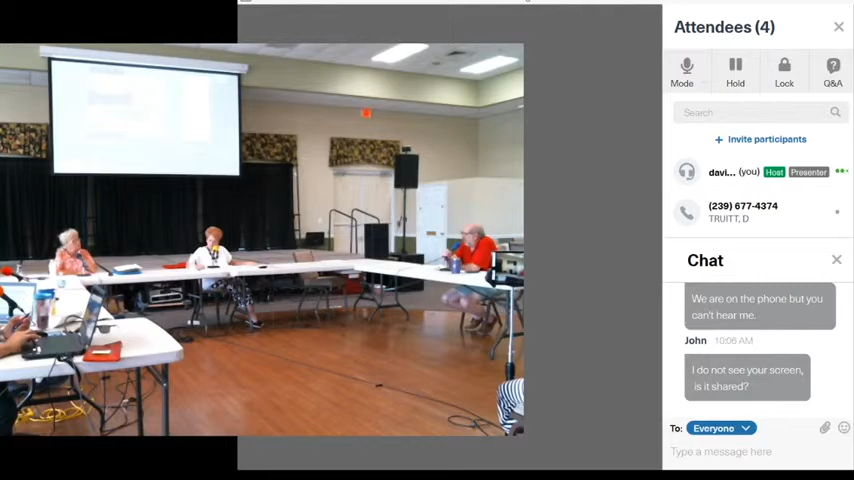 Attendees (4)
Mode
Hold
Lock
Q&A
Search
+ Invite participants
davi... (you) Host Presenter
(239) 677-4374
TRUITT, D
Chat
We are on the phone but you
can't hear me.
John 10:06 AM
I do not see your screen,
is it shared?
To: Everyone
Type a message here